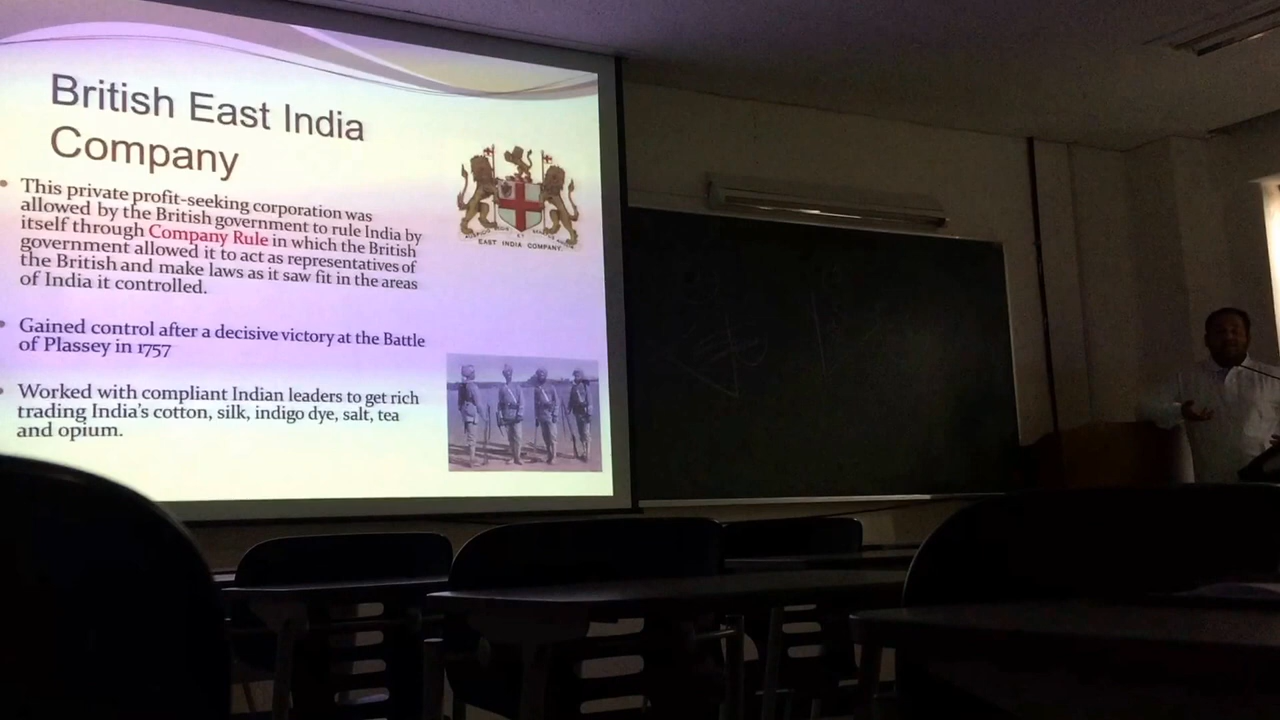 British East India
Company
This private profit-seeking corporation was
allowed by the British government to rule India by
itself through Company Rule in which the British
government allowed it to act as representatives of
the British and make laws as it saw fit in the areas
of India it controlled.
Gained control after a decisive victory at the Battle
of Plassey in 1757
Worked with compliant Indian leaders to get rich
trading India's cotton, silk, indigo dye, salt, tea
and opium.
EAST INDIA COMPANY